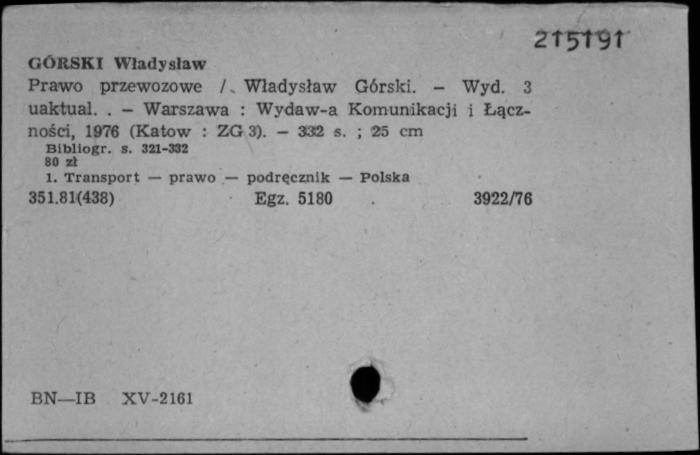 215191
GÓRSKI Władysław
Prawo przewozowe / Władysław Górski. - Wyd. 3
uaktual. . - Warszawa : Wydaw-a Komunikacji i Łącz-
ności, 1976 (Katow : ZG 3). - 332 s. ; 25 cm
Bibliogr. s. 321-332
80 zł
1. Transport — prawo — podręcznik — Polska
351.81(438) Egz. 5180 3922/76
BN—IB XV-2161